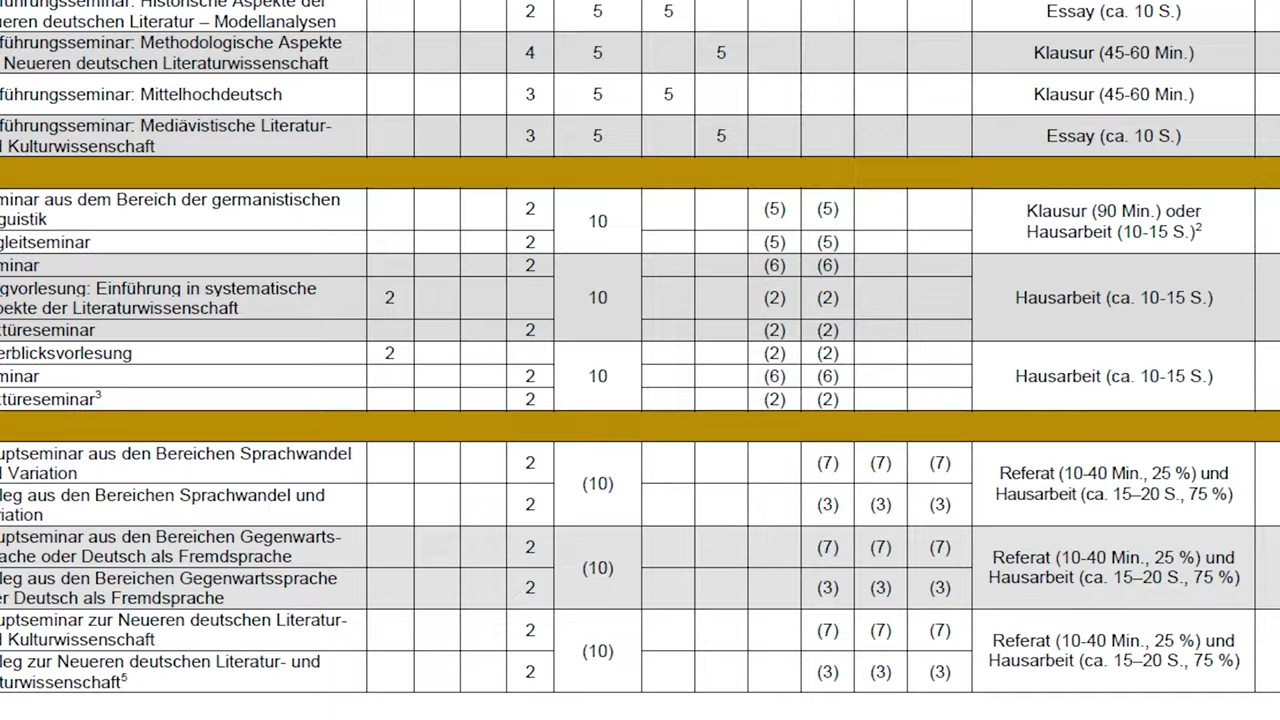 führungsseminar: Historische Aspekte der
ueren deutschen Literatur – Modellanalysen
2 5 5 Essay (ca. 10 S.)
führungsseminar: Methodologische Aspekte
Neueren deutschen Literaturwissenschaft
4 5 5 Klausur (45-60 Min.)
führungsseminar: Mittelhochdeutsch 3 5 5 Klausur (45-60 Min.)
führungsseminar: Mediävistische Literatur-
d Kulturwissenschaft
3 5 5 Essay (ca. 10 S.)
minar aus dem Bereich der germanistischen
guistik
2 (5) (5)
gleitseminar 2 (5) (5)
10
Klausur (90 Min.) oder
Hausarbeit (10-15 S.)²
minar 2 (6) (6)
gvorlesung: Einführung in systematische
pekte der Literaturwissenschaft
2 10 (2) (2) Hausarbeit (ca. 10-15 S.)
ktüreseminar 2 (2) (2)
erblicksvorlesung 2 (2) (2)
minar 2 10 (6) (6) Hausarbeit (ca. 10-15 S.)
ktüreseminar³ 2 (2) (2)
uptseminar aus den Bereichen Sprachwandel
d Variation
2 (7) (7) (7)
(10)
Referat (10-40 Min., 25 %) und
Hausarbeit (ca. 15–20 S., 75 %)
lleg aus den Bereichen Sprachwandel und
riation
2 (3) (3) (3)
uptseminar aus den Bereichen Gegenwarts-
ache oder Deutsch als Fremdsprache
2 (7) (7) (7)
(10)
Referat (10-40 Min., 25 %) und
Hausarbeit (ca. 15–20 S., 75 %)
lleg aus den Bereichen Gegenwartssprache
er Deutsch als Fremdsprache
2 (3) (3) (3)
uptseminar zur Neueren deutschen Literatur-
d Kulturwissenschaft
2 (7) (7) (7)
(10)
Referat (10-40 Min., 25 %) und
Hausarbeit (ca. 15–20 S., 75 %)
lleg zur Neueren deutschen Literatur- und
lturwissenschaft⁵
2 (3) (3) (3)